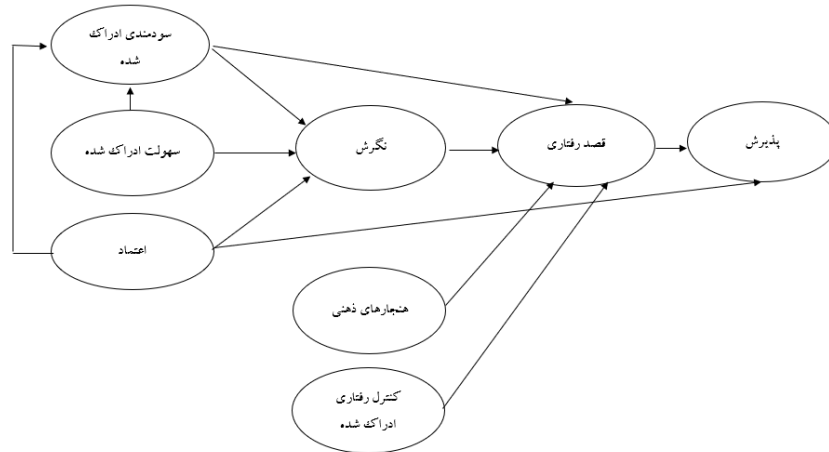 سودمندی ادراک
شده
سهولت ادراک شده
نگرش
قصد رفتاری
پذیرش
اعتماد
هنجارهای ذهنی
کنترل رفتاری
ادراک شده